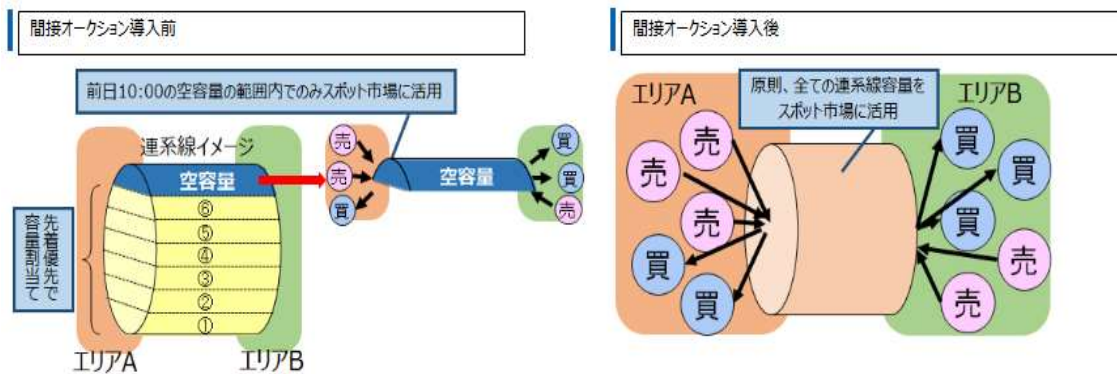 間接オークション導入前
前日10:00の空容量の範囲内でのみスポット市場に活用
エリアA
エリアB
連系線イメージ
空容量
⑥
⑤
④
③
②
①
先着優先で
容量割当て
売
売
買
空容量
買
買
売
間接オークション導入後
エリアA
原則、全ての連系線容量を
スポット市場に活用
エリアB
売
売
売
買
買
買
買
買
売
売